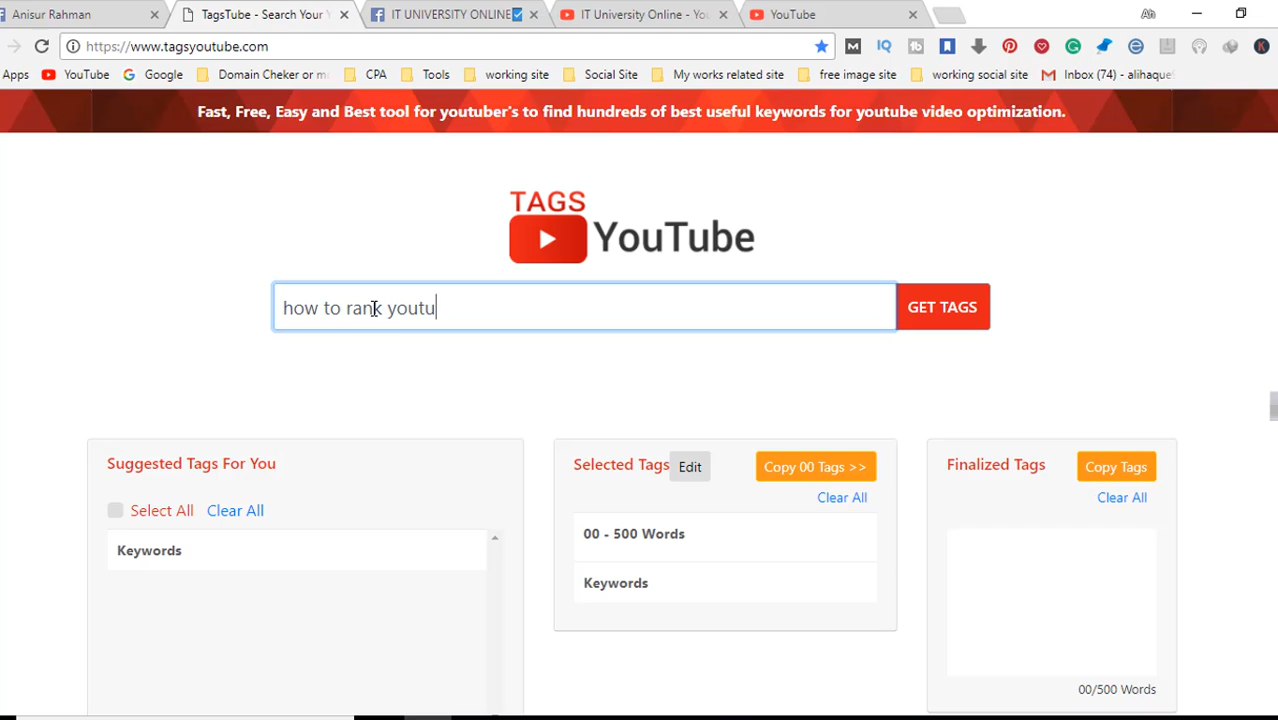 Anisur Rahman
TagsTube - Search Your Y
IT UNIVERSITY ONLINE
IT University Online - Yo
YouTube
https://www.tagsyoutube.com
Apps YouTube Google Domain Cheker or m CPA Tools working site Social Site My works related site free image site working social site Inbox (74) - alihaque
Fast, Free, Easy and Best tool for youtuber's to find hundreds of best useful keywords for youtube video optimization.
TAGS
YouTube
how to rank youtu
GET TAGS
Suggested Tags For You
Select All Clear All
Keywords
Selected Tags Edit Copy 00 Tags >>
Clear All
00 - 500 Words
Keywords
Finalized Tags Copy Tags
Clear All
00/500 Words